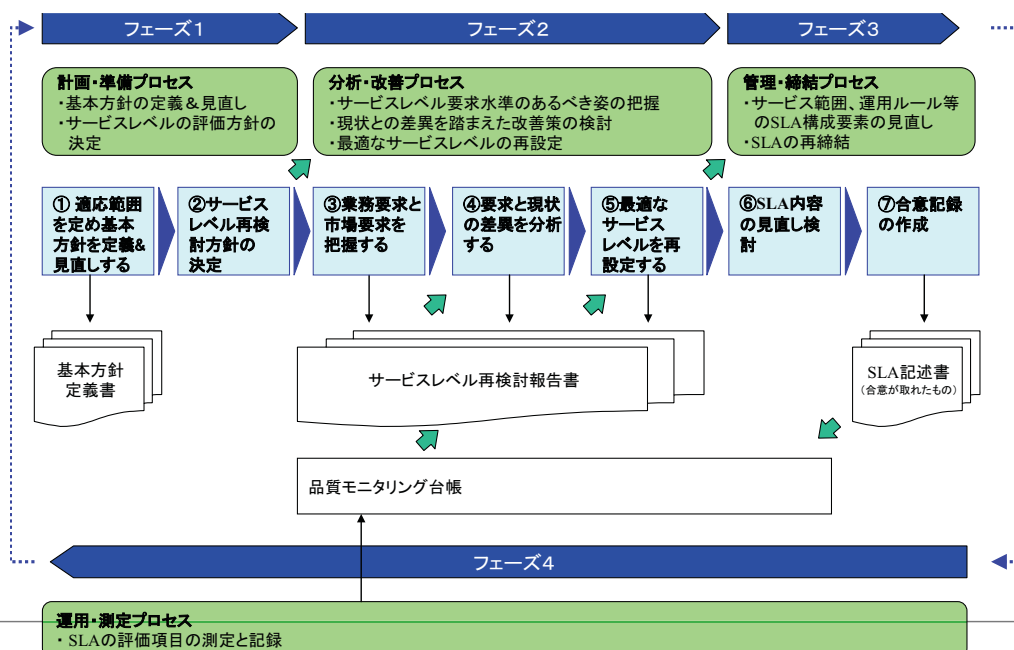 フェーズ1
フェーズ2
フェーズ3
計画・準備プロセス
・基本方針の定義&見直し
・サービスレベルの評価方針の
決定
分析・改善プロセス
・サービスレベル要求水準のあるべき姿の把握
・現状との差異を踏まえた改善策の検討
・最適なサービスレベルの再設定
管理・締結プロセス
・サービス範囲、運用ルール等
のSLA構成要素の見直し
・SLAの再締結
① 適応範囲
を定め基本
方針を定義&
見直しする
②サービス
レベル再検
討方針の
決定
③業務要求と
市場要求を
把握する
④要求と現状
の差異を分析
する
⑤最適な
サービス
レベルを再
設定する
⑥SLA内容
の見直し検
討
⑦合意記録
の作成
基本方針
定義書
サービスレベル再検討報告書
SLA記述書
(合意が取れたもの)
品質モニタリング台帳
フェーズ4
運用・測定プロセス
・SLAの評価項目の測定と記録